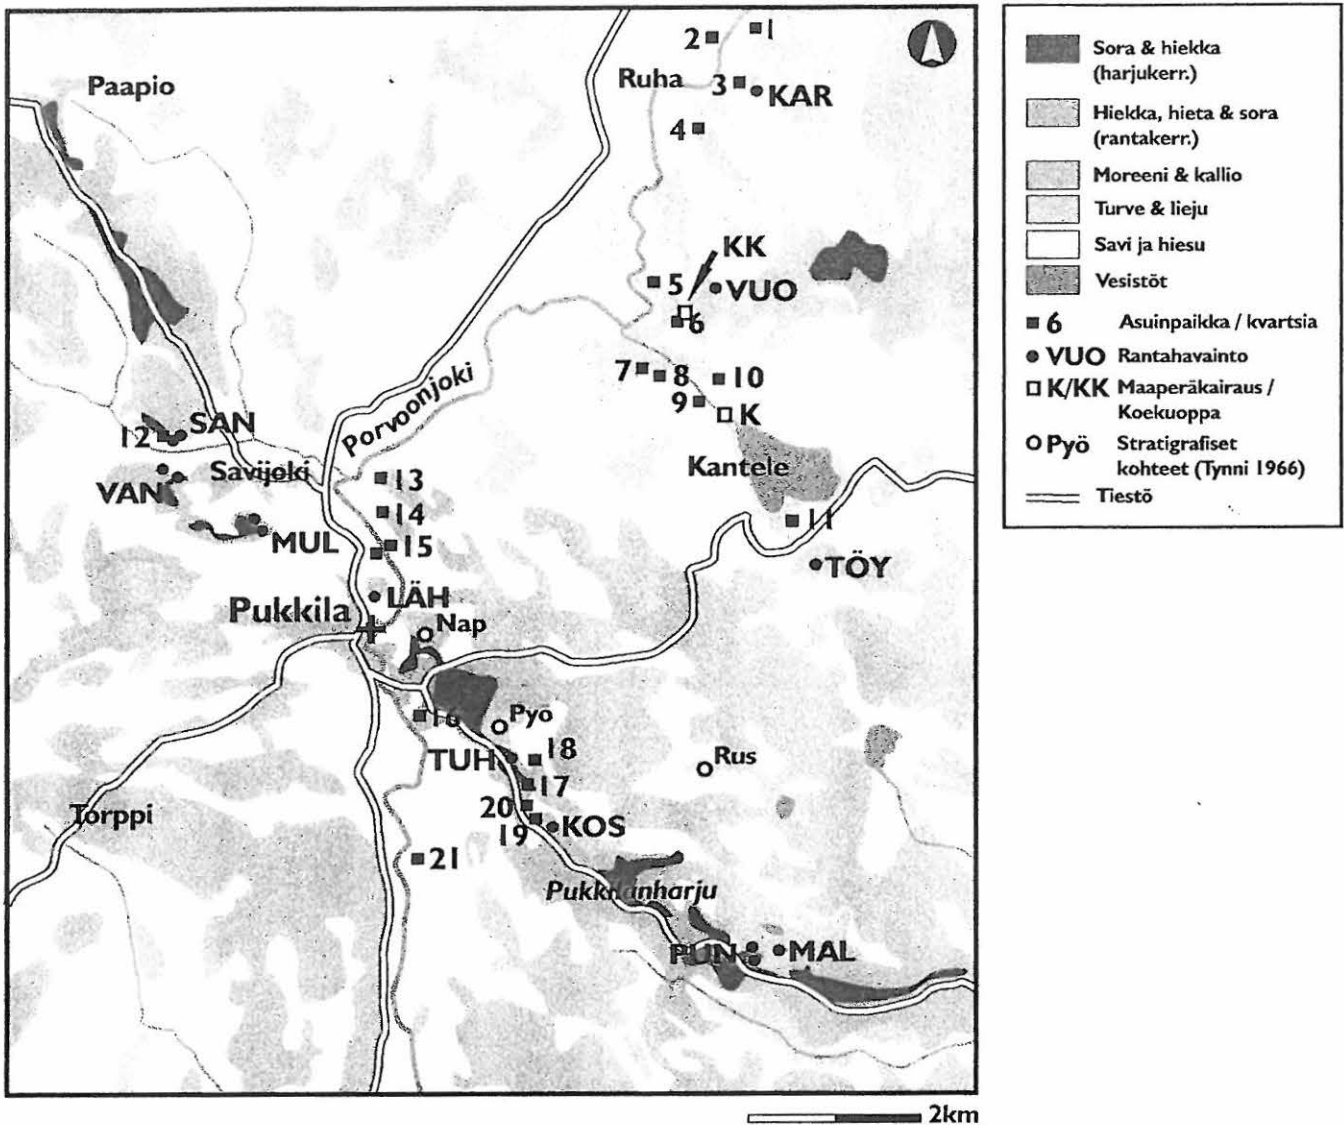 1
2
Paapio
Ruha
3
KAR
4
KK
5
VUO
6
7
8
10
9
K
Porvoonjoki
SAN
12
Savijoki
Kantele
VAN
13
14
11
MUL
15
TÖY
LÄH
Pukkila
Nap
16
Pyö
18
TUH
Rus
17
20
Torppi
19
KOS
21
Pukkilanharju
PUN
MAL
2km
Sora & hiekka
(harjukerr.)
Hiekka, hieta & sora
(rantakerr.)
Moreeni & kallio
Turve & lieju
Savi ja hiesu
Vesistöt
6 Asuinpaikka / kvartsia
VUO Rantahavainto
K/KK Maaperäkairaus /
Koekuoppa
Pyö Stratigrafiset
kohteet (Tynni 1966)
Tiestö